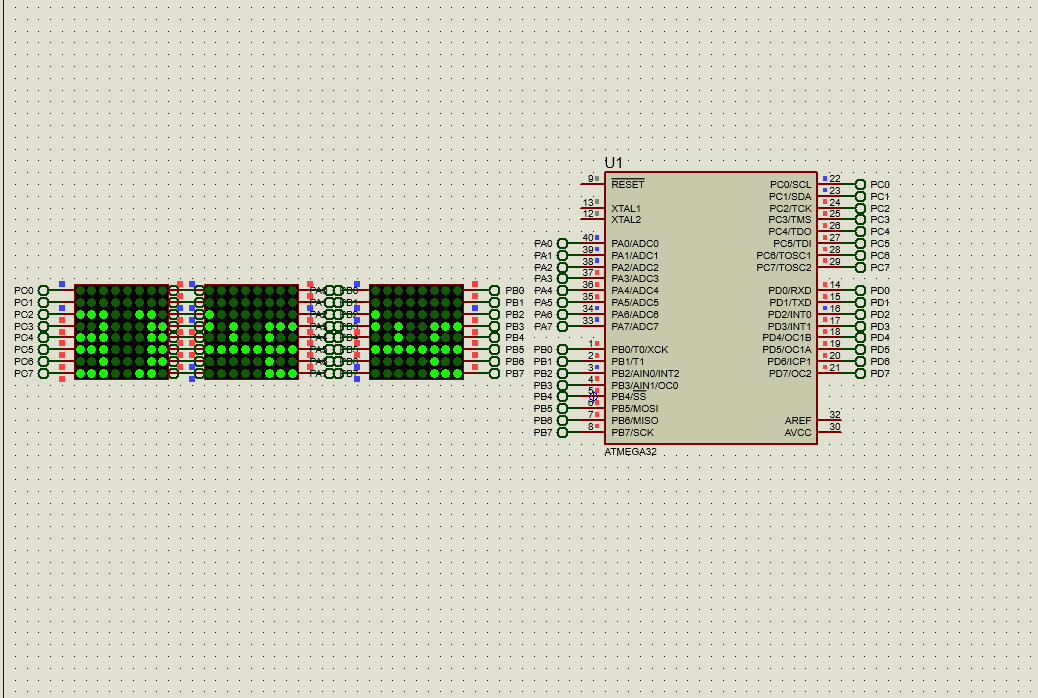 U1
9 RESET
13 XTAL1
12 XTAL2
40 PA0 PA0/ADC0
39 PA1 PA1/ADC1
38 PA2 PA2/ADC2
37 PA3 PA3/ADC3
36 PA4 PA4/ADC4
35 PA5 PA5/ADC5
34 PA6 PA6/ADC6
33 PA7 PA7/ADC7
1 PB0 PB0/T0/XCK
2 PB1 PB1/T1
3 PB2 PB2/AIN0/INT2
4 PB3 PB3/AIN1/OC0
5 PB4 PB4/SS
6 PB5 PB5/MOSI
7 PB6 PB6/MISO
8 PB7 PB7/SCK
PC0/SCL 22 PC0
PC1/SDA 23 PC1
PC2/TCK 24 PC2
PC3/TMS 25 PC3
PC4/TDO 26 PC4
PC5/TDI 27 PC5
PC6/TOSC1 28 PC6
PC7/TOSC2 29 PC7
PD0/RXD 14 PD0
PD1/TXD 15 PD1
PD2/INT0 16 PD2
PD3/INT1 17 PD3
PD4/OC1B 18 PD4
PD5/OC1A 19 PD5
PD6/ICP1 20 PD6
PD7/OC2 21 PD7
AREF 32
AVCC 30
ATMEGA32
PC0
PC1
PC2
PC3
PC4
PC5
PC6
PC7
PB0
PB1
PB2
PB3
PB4
PB5
PB6
PB7